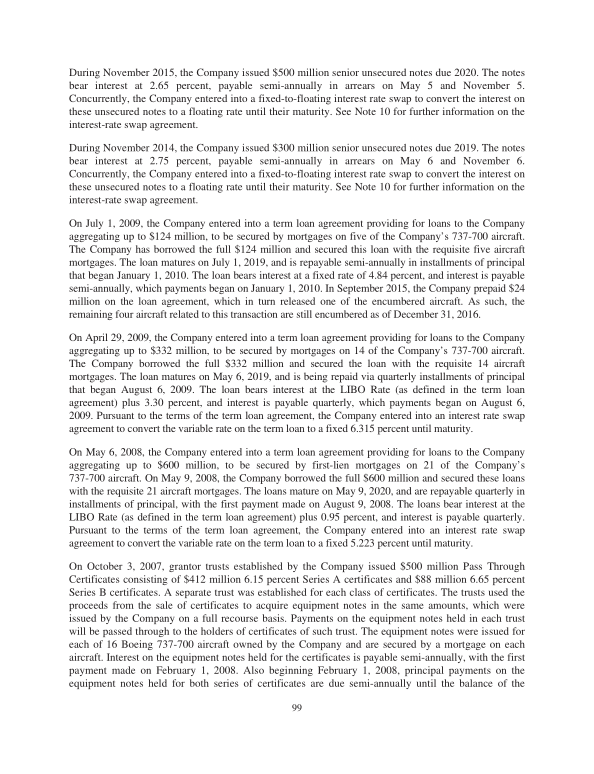 During November 2015, the Company issued $500 million senior unsecured notes due 2020. The notes
bear interest at 2.65 percent, payable semi-annually in arrears on May 5 and November 5.
Concurrently, the Company entered into a fixed-to-floating interest rate swap to convert the interest on
these unsecured notes to a floating rate until their maturity. See Note 10 for further information on the
interest-rate swap agreement.
During November 2014, the Company issued $300 million senior unsecured notes due 2019. The notes
bear interest at 2.75 percent, payable semi-annually in arrears on May 6 and November 6.
Concurrently, the Company entered into a fixed-to-floating interest rate swap to convert the interest on
these unsecured notes to a floating rate until their maturity. See Note 10 for further information on the
interest-rate swap agreement.
On July 1, 2009, the Company entered into a term loan agreement providing for loans to the Company
aggregating up to $124 million, to be secured by mortgages on five of the Company's 737-700 aircraft.
The Company has borrowed the full $124 million and secured this loan with the requisite five aircraft
mortgages. The loan matures on July 1, 2019, and is repayable semi-annually in installments of principal
that began January 1, 2010. The loan bears interest at a fixed rate of 4.84 percent, and interest is payable
semi-annually, which payments began on January 1, 2010. In September 2015, the Company prepaid $24
million on the loan agreement, which in turn released one of the encumbered aircraft. As such, the
remaining four aircraft related to this transaction are still encumbered as of December 31, 2016.
On April 29, 2009, the Company entered into a term loan agreement providing for loans to the Company
aggregating up to $332 million, to be secured by mortgages on 14 of the Company's 737-700 aircraft.
The Company borrowed the full $332 million and secured the loan with the requisite 14 aircraft
mortgages. The loan matures on May 6, 2019, and is being repaid via quarterly installments of principal
that began August 6, 2009. The loan bears interest at the LIBO Rate (as defined in the term loan
agreement) plus 3.30 percent, and interest is payable quarterly, which payments began on August 6,
2009. Pursuant to the terms of the term loan agreement, the Company entered into an interest rate swap
agreement to convert the variable rate on the term loan to a fixed 6.315 percent until maturity.
On May 6, 2008, the Company entered into a term loan agreement providing for loans to the Company
aggregating up to $600 million, to be secured by first-lien mortgages on 21 of the Company's
737-700 aircraft. On May 9, 2008, the Company borrowed the full $600 million and secured these loans
with the requisite 21 aircraft mortgages. The loans mature on May 9, 2020, and are repayable quarterly in
installments of principal, with the first payment made on August 9, 2008. The loans bear interest at the
LIBO Rate (as defined in the term loan agreement) plus 0.95 percent, and interest is payable quarterly.
Pursuant to the terms of the term loan agreement, the Company entered into an interest rate swap
agreement to convert the variable rate on the term loan to a fixed 5.223 percent until maturity.
On October 3, 2007, grantor trusts established by the Company issued $500 million Pass Through
Certificates consisting of $412 million 6.15 percent Series A certificates and $88 million 6.65 percent
Series B certificates. A separate trust was established for each class of certificates. The trusts used the
proceeds from the sale of certificates to acquire equipment notes in the same amounts, which were
issued by the Company on a full recourse basis. Payments on the equipment notes held in each trust
will be passed through to the holders of certificates of such trust. The equipment notes were issued for
each of 16 Boeing 737-700 aircraft owned by the Company and are secured by a mortgage on each
aircraft. Interest on the equipment notes held for the certificates is payable semi-annually, with the first
payment made on February 1, 2008. Also beginning February 1, 2008, principal payments on the
equipment notes held for both series of certificates are due semi-annually until the balance of the
99